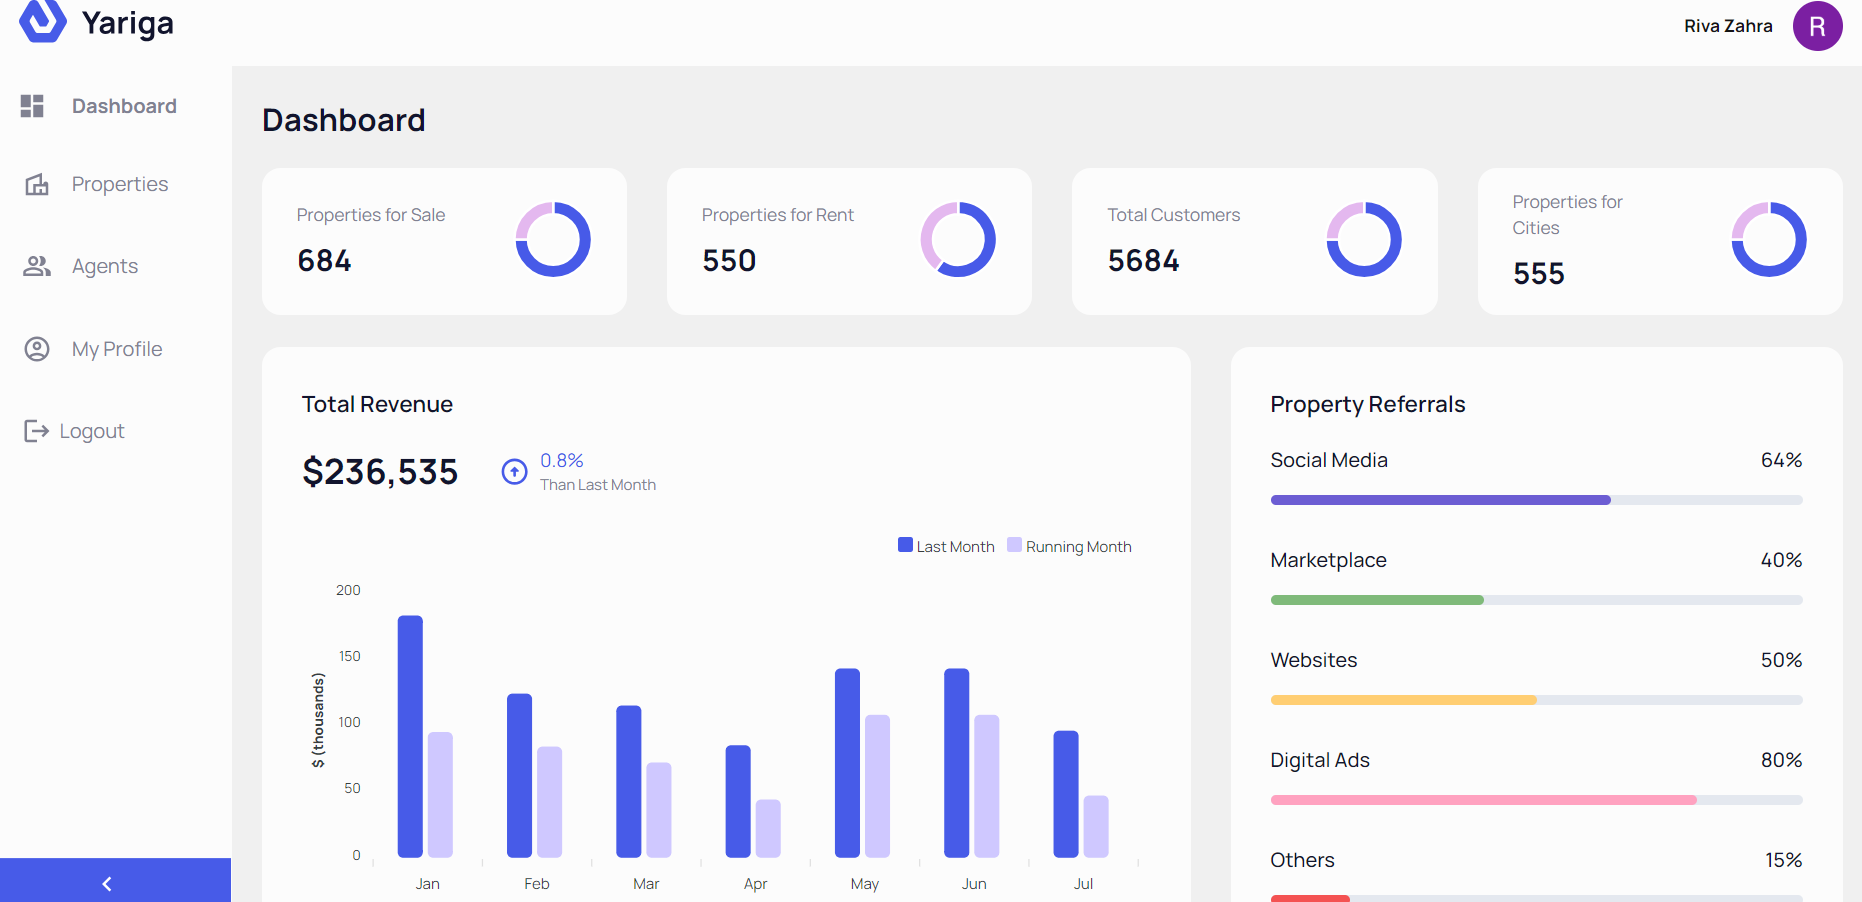 Yariga
Riva Zahra
R
Dashboard
Properties
Agents
My Profile
Logout
Dashboard
Properties for Sale
684
Properties for Rent
550
Total Customers
5684
Properties for
Cities
555
Total Revenue
$236,535
0.8%
Than Last Month
Last Month
Running Month
200
150
100
50
0
$ (thousands)
Jan
Feb
Mar
Apr
May
Jun
Jul
Property Referrals
Social Media
64%
Marketplace
40%
Websites
50%
Digital Ads
80%
Others
15%